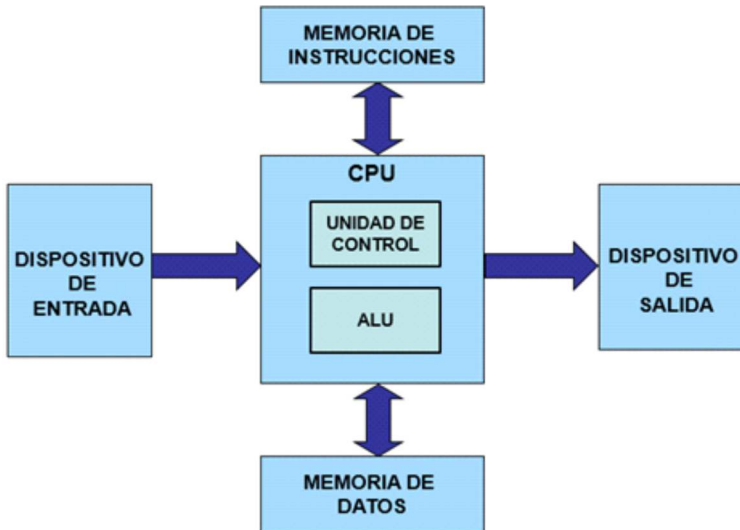 MEMORIA DE
INSTRUCCIONES
CPU
UNIDAD DE
CONTROL
ALU
DISPOSITIVO
DE
ENTRADA
DISPOSITIVO
DE
SALIDA
MEMORIA DE
DATOS